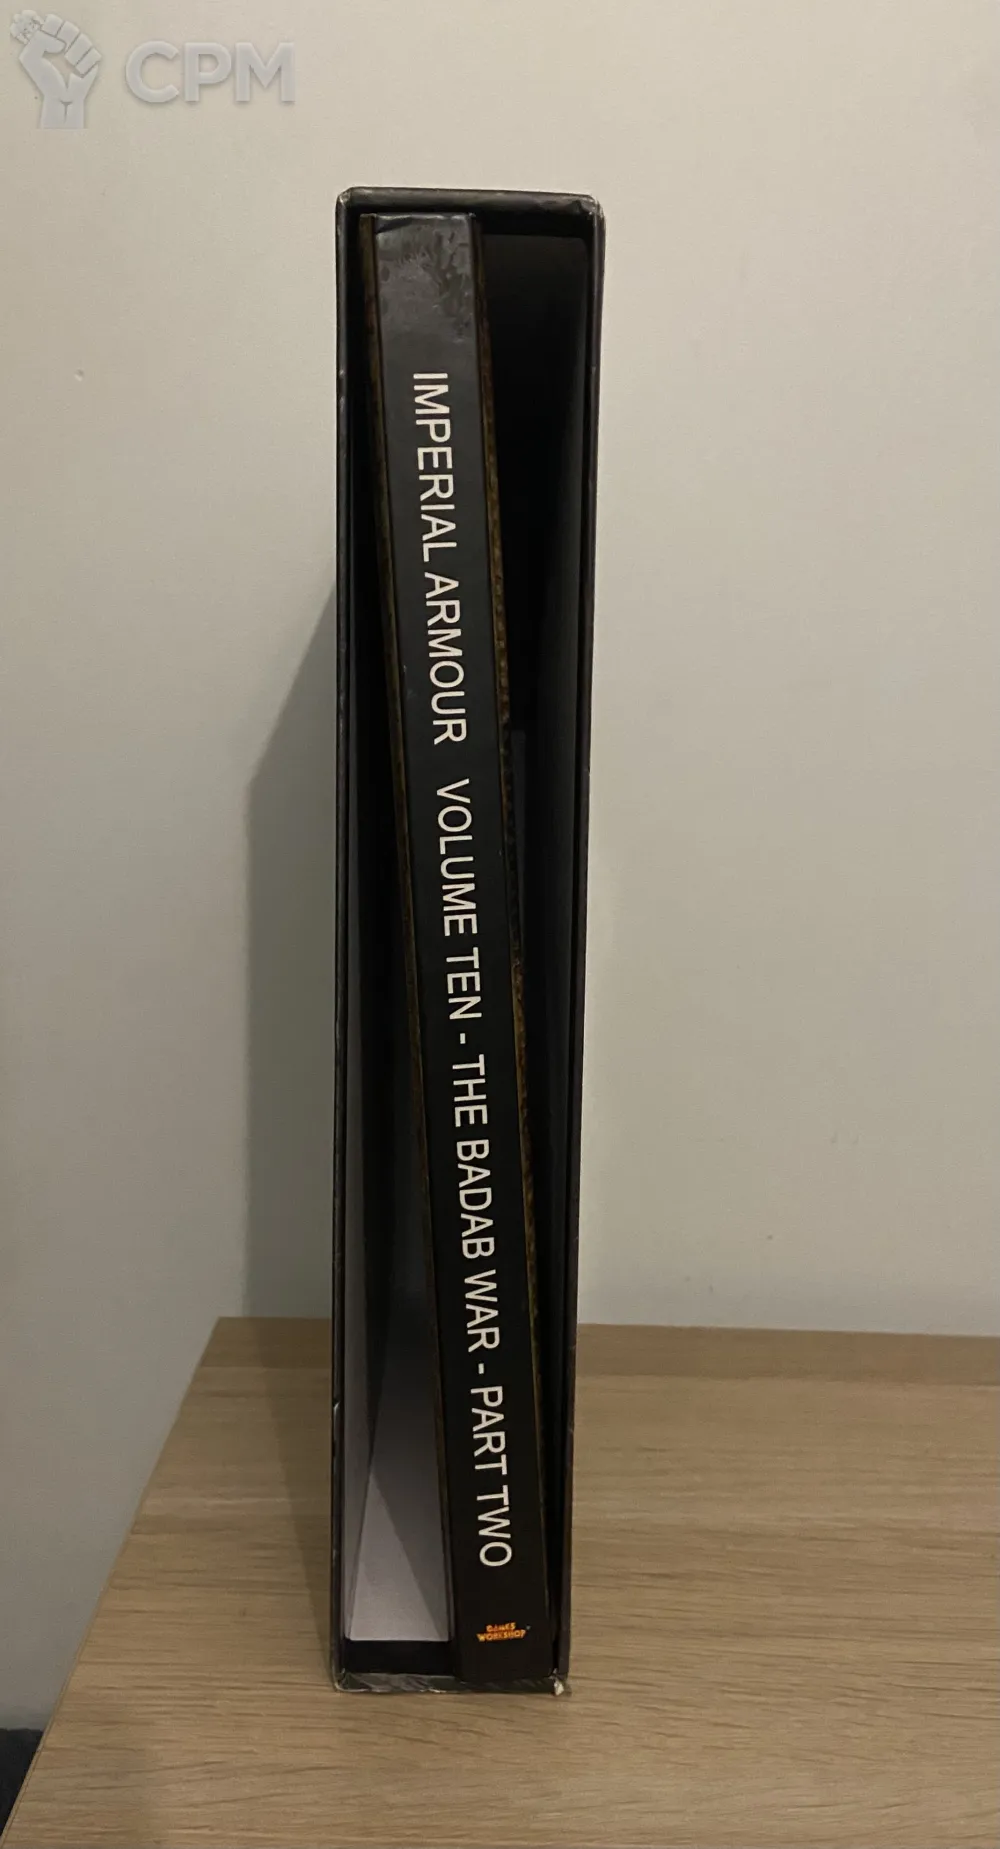 CPM
IMPERIAL ARMOUR VOLUME TEN - THE BADAB WAR - PART TWO
GAMES
WORKSHOP